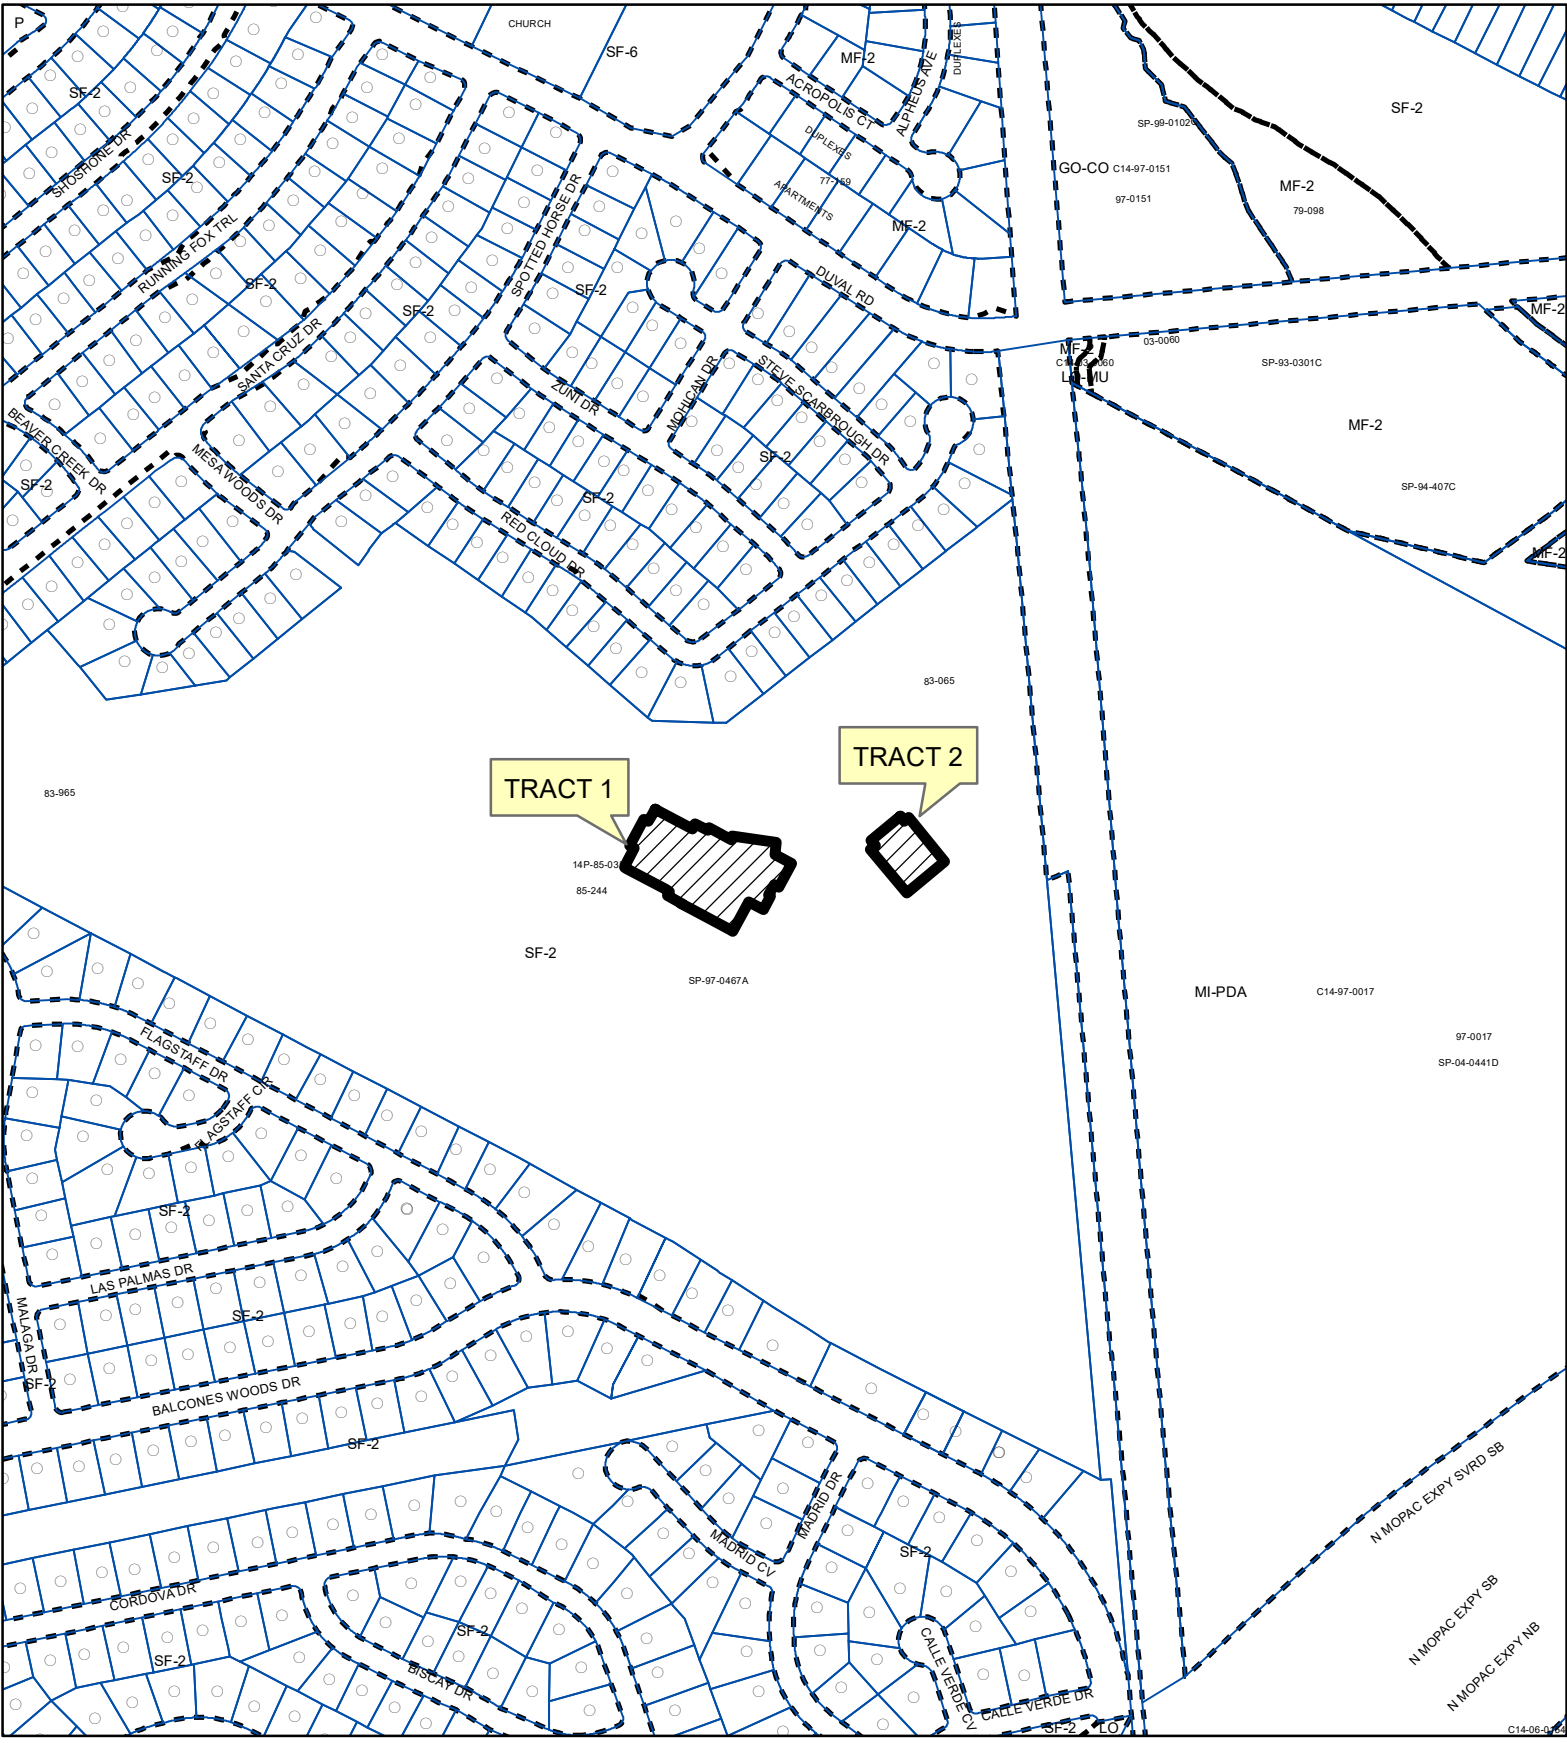 P
CHURCH
SF-6
MF-2
DUPLEXES
ALPHEUS AVE
ACROPOLIS CT
SF-2
SP-99-0102C
SF-2
SHOSHONE DR
SF-2
DUPLEXES
77-159
APARTMENTS
MF-2
GO-CO
C14-97-0151
97-0151
MF-2
79-098
RUNNING FOX TRL
SF-2
SPOTTED HORSE DR
SF-2
DUVAL RD
SF-2
MF-2
SANTA CRUZ DR
MF-2
03-0060
LO-MU
SP-93-0301C
ZUNI DR
MOHICAN DR
STEVE SCARBROUGH DR
BEAVER CREEK DR
MESA WOODS DR
SF-2
SF-2
SF-2
MF-2
SP-94-407C
RED CLOUD DR
MF-2
83-065
TRACT 2
TRACT 1
83-965
14P-85-03
85-244
SF-2
SP-97-0467A
MI-PDA
C14-97-0017
97-0017
SP-04-0441D
FLAGSTAFF DR
FLAGSTAFF CIR
SF-2
LAS PALMAS DR
SF-2
MALAGA DR
SF-2
BALCONES WOODS DR
SF-2
MADRID DR
MADRID CV
SF-2
N MOPAC EXPY SVRD SB
CORDOVA DR
SF-2
SF-2
BISCAY DR
CALLE VERDE CV
CALLE VERDE DR
N MOPAC EXPY SB
N MOPAC EXPY NB
SF-2
LO